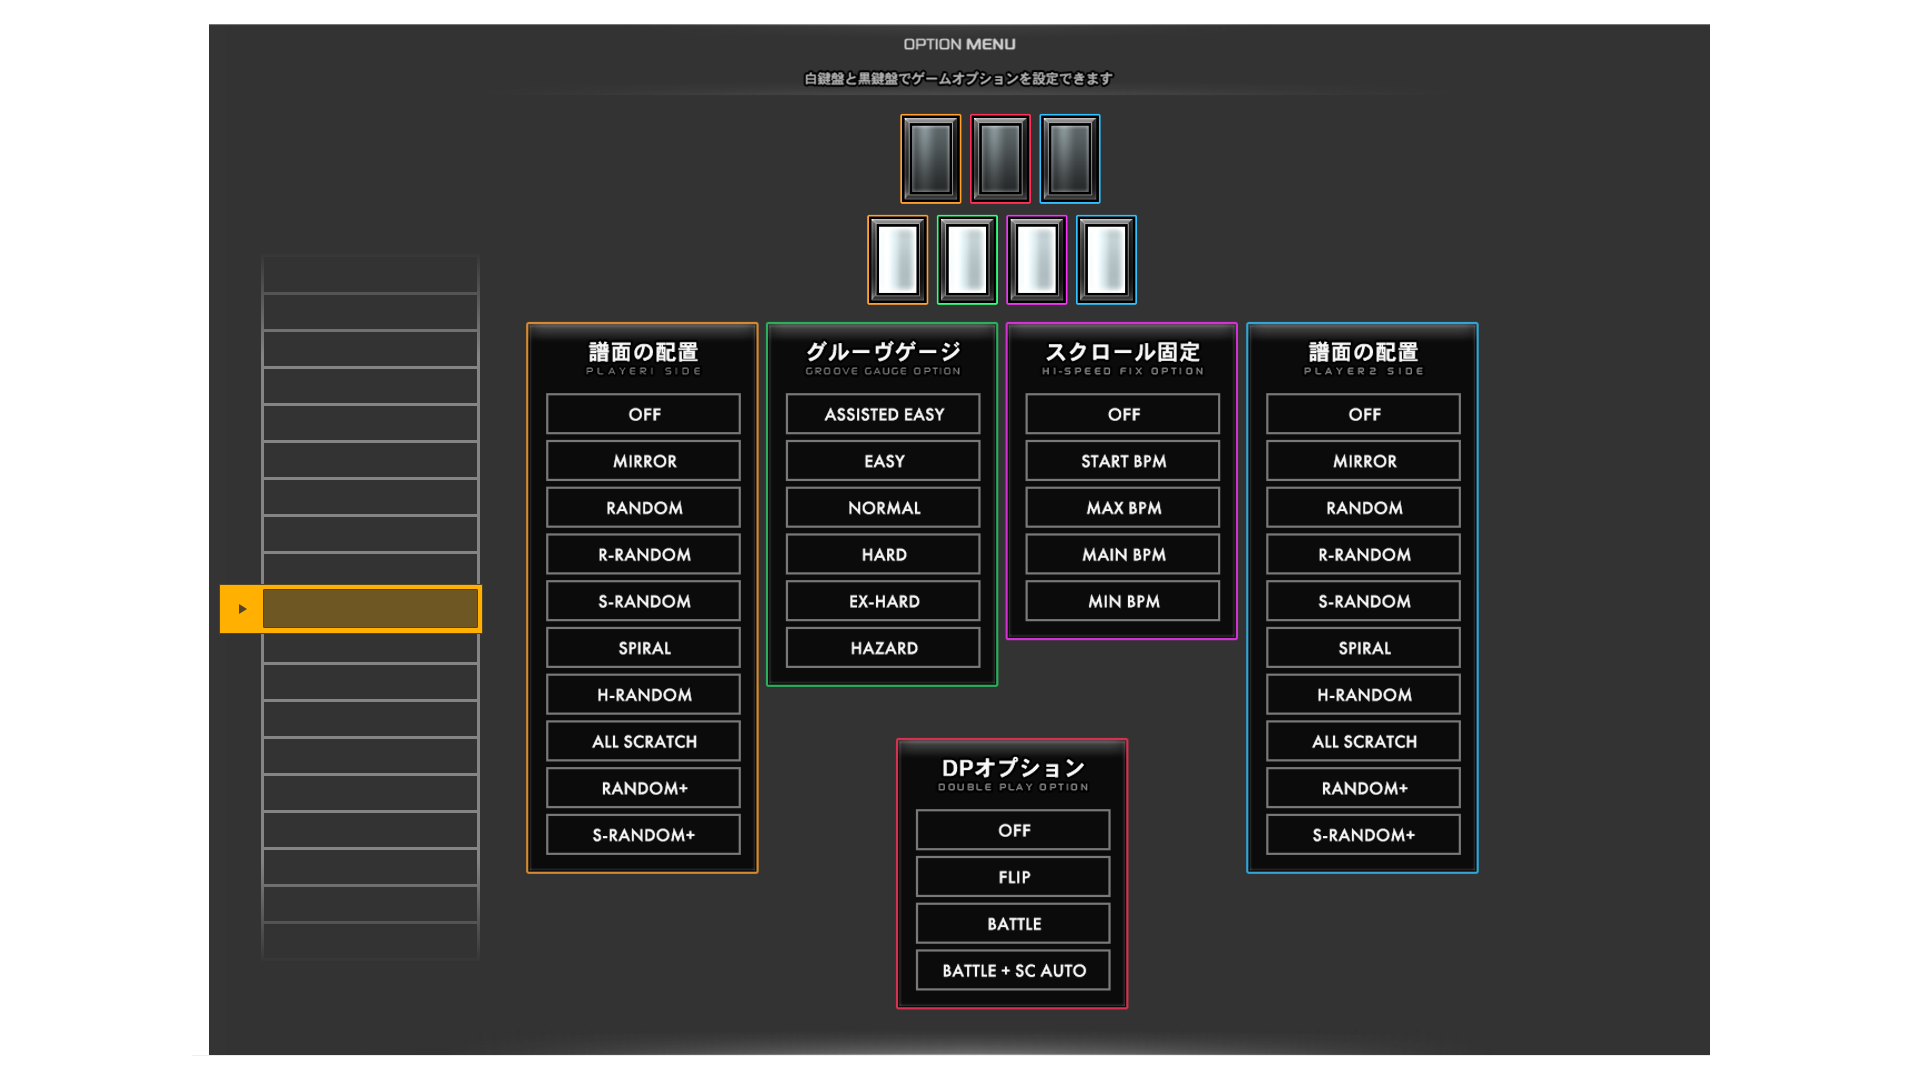 OPTION MENU
白鍵盤と黒鍵盤でゲームオプションを設定できます
譜面の配置
PLAYER1 SIDE
OFF
MIRROR
RANDOM
R-RANDOM
S-RANDOM
SPIRAL
H-RANDOM
ALL SCRATCH
RANDOM+
S-RANDOM+
グルーヴゲージ
GROOVE GAUGE OPTION
ASSISTED EASY
EASY
NORMAL
HARD
EX-HARD
HAZARD
スクロール固定
HI-SPEED FIX OPTION
OFF
START BPM
MAX BPM
MAIN BPM
MIN BPM
譜面の配置
PLAYER2 SIDE
OFF
MIRROR
RANDOM
R-RANDOM
S-RANDOM
SPIRAL
H-RANDOM
ALL SCRATCH
RANDOM+
S-RANDOM+
DPオプション
DOUBLE PLAY OPTION
OFF
FLIP
BATTLE
BATTLE + SC AUTO